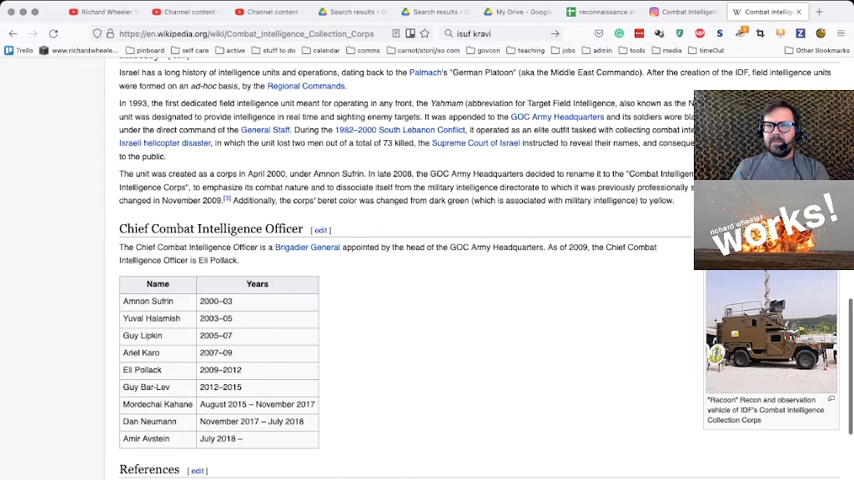 Richard Wheeler
Channel content
Channel content
Search results - G
Search results - G
My Drive - Google
reconnaissance ar
Combat Intelligenc
Combat Intellig
https://en.wikipedia.org/wiki/Combat_Intelligence_Collection_Corps
isuf kravi
Trello
www.richardwheele
pinboard
self care
active
stuff to do
calendar
comms
carnot/storij/so (com)
govcon
teaching
jobs
admin
tools
media
timeOut
Other Bookmarks
Israel has a long history of intelligence units and operations, dating back to the Palmach's "German Platoon" (aka the Middle East Commando). After the creation of the IDF, field intelligence units
were formed on an ad-hoc basis, by the Regional Commands.
In 1993, the first dedicated field intelligence unit meant for operating in any front, the Yahmam (abbreviation for Target Field Intelligence, also known as the N
unit was designated to provide intelligence in real time and sighting enemy targets. It was appended to the GOC Army Headquarters and its soldiers wore bla
under the direct command of the General Staff. During the 1982–2000 South Lebanon Conflict, it operated as an elite outfit tasked with collecting combat inte
Israeli helicopter disaster, in which the unit lost two men out of a total of 73 killed, the Supreme Court of Israel instructed to reveal their names, and conseque
to the public.
The unit was created as a corps in April 2000, under Amnon Sufrin. In late 2008, the GOC Army Headquarters decided to rename it to the "Combat Intellig
Intelligence Corps", to emphasize its combat nature and to dissociate itself from the military intelligence directorate to which it was previously professionally s
changed in November 2009.[3] Additionally, the corps' beret color was changed from dark green (which is associated with military intelligence) to yellow.
richard wheeler
works!
Chief Combat Intelligence Officer [ edit ]
The Chief Combat Intelligence Officer is a Brigadier General appointed by the head of the GOC Army Headquarters. As of 2009, the Chief Combat
Intelligence Officer is Eli Pollack.
Name Years
Amnon Sufrin 2000–03
Yuval Halamish 2003–05
Guy Lipkin 2005–07
Ariel Karo 2007–09
Eli Pollack 2009–2012
Guy Bar-Lev 2012–2015
Mordechai Kahane August 2015 – November 2017
Dan Neumann November 2017 – July 2018
Amir Avstein July 2018 –
"Racoon" Recon and observation
vehicle of IDF's Combat Intelligence
Collection Corps
References [ edit ]